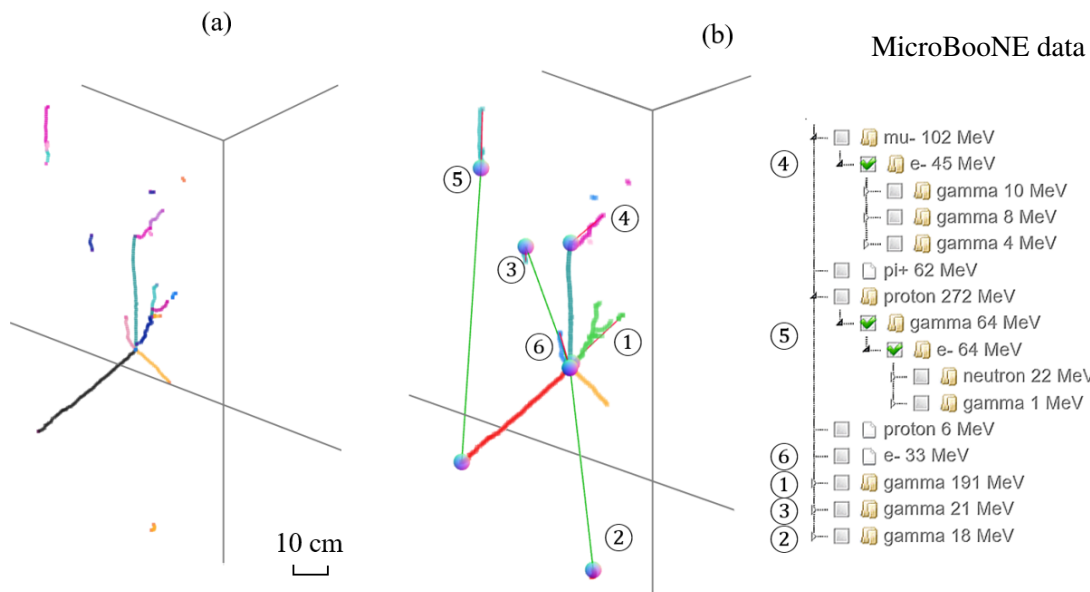 (a)
(b)
MicroBooNE data
⑤
④
③
⑥
①
②
10 cm
mu- 102 MeV
④ e- 45 MeV
gamma 10 MeV
gamma 8 MeV
gamma 4 MeV
pi+ 62 MeV
proton 272 MeV
⑤ gamma 64 MeV
e- 64 MeV
neutron 22 MeV
gamma 1 MeV
proton 6 MeV
⑥ e- 33 MeV
① gamma 191 MeV
③ gamma 21 MeV
② gamma 18 MeV